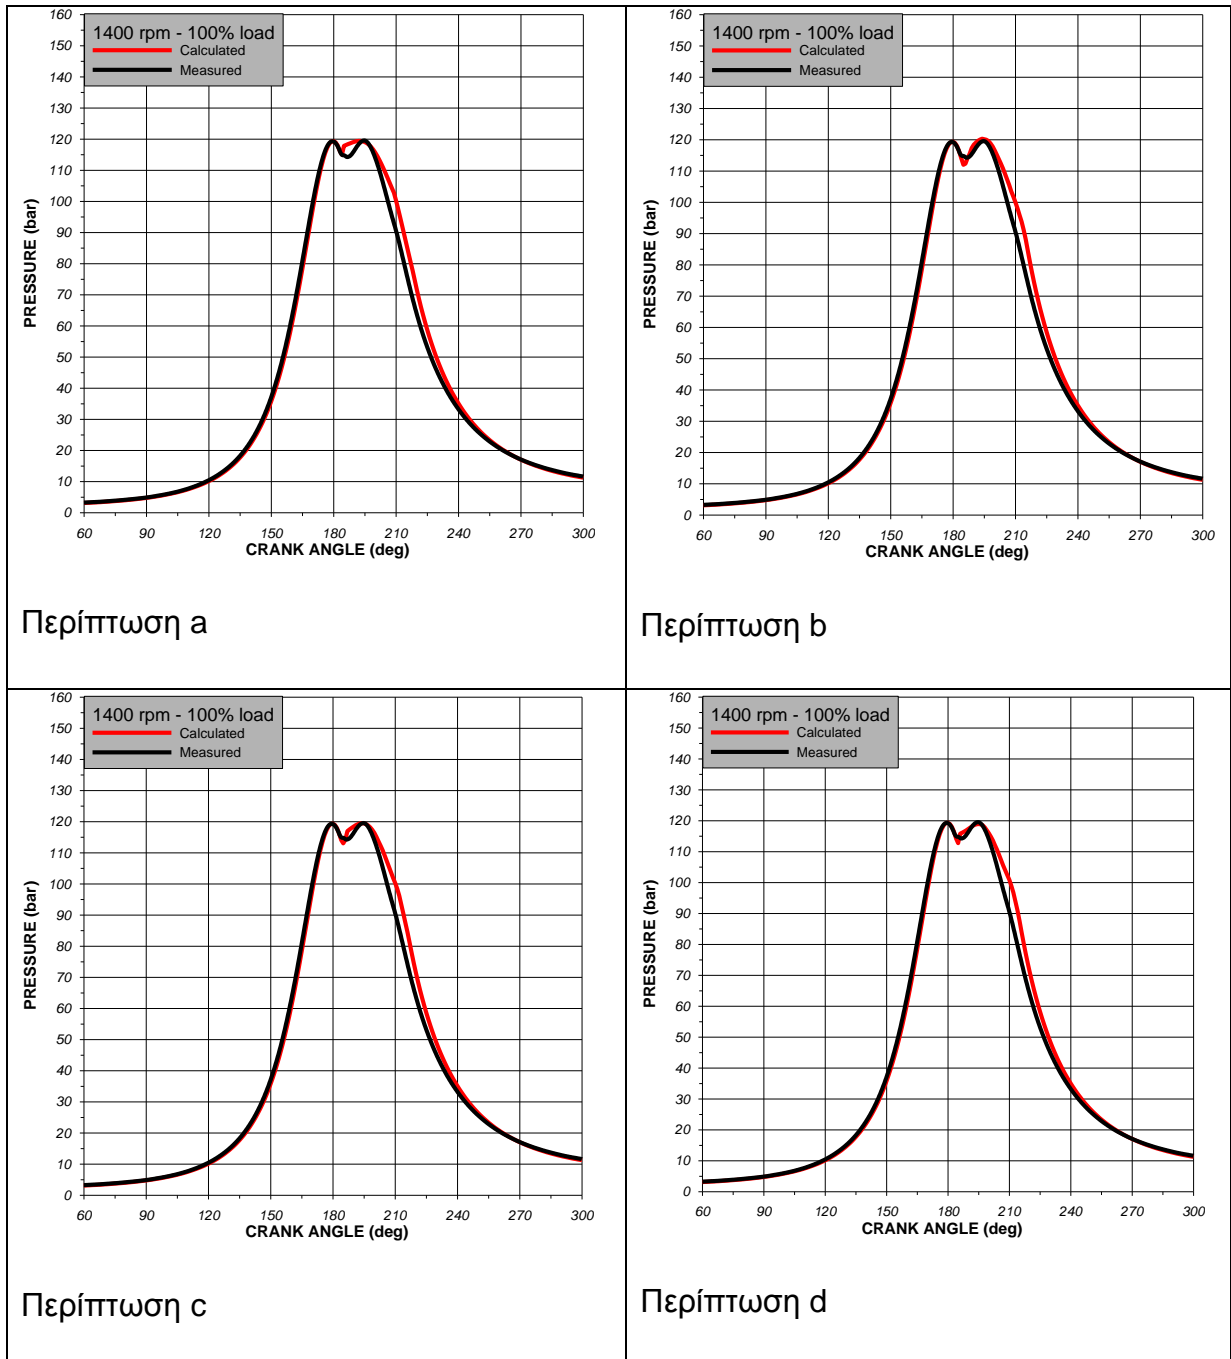 160
150
140
130
120
110
100
90
80
70
60
50
40
30
20
10
0
PRESSURE (bar)
1400 rpm - 100% load
Calculated
Measured
60 90 120 150 180 210 240 270 300
CRANK ANGLE (deg)
Περίπτωση a
160
150
140
130
120
110
100
90
80
70
60
50
40
30
20
10
0
PRESSURE (bar)
1400 rpm - 100% load
Calculated
Measured
60 90 120 150 180 210 240 270 300
CRANK ANGLE (deg)
Περίπτωση b
160
150
140
130
120
110
100
90
80
70
60
50
40
30
20
10
0
PRESSURE (bar)
1400 rpm - 100% load
Calculated
Measured
60 90 120 150 180 210 240 270 300
CRANK ANGLE (deg)
Περίπτωση c
160
150
140
130
120
110
100
90
80
70
60
50
40
30
20
10
0
PRESSURE (bar)
1400 rpm - 100% load
Calculated
Measured
60 90 120 150 180 210 240 270 300
CRANK ANGLE (deg)
Περίπτωση d